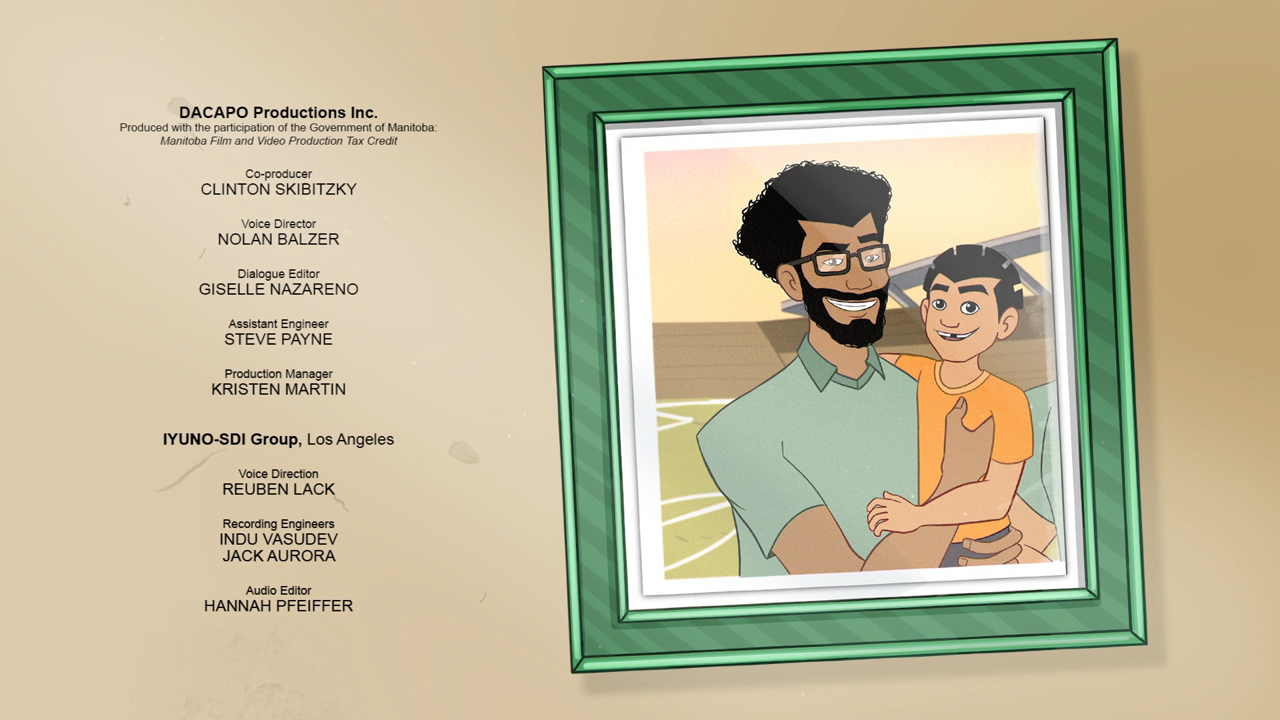 DACAPO Productions Inc.
Produced with the participation of the Government of Manitoba:
Manitoba Film and Video Production Tax Credit
Co-producer
CLINTON SKIBITZKY
Voice Director
NOLAN BALZER
Dialogue Editor
GISELLE NAZARENO
Assistant Engineer
STEVE PAYNE
Production Manager
KRISTEN MARTIN
IYUNO-SDI Group, Los Angeles
Voice Direction
REUBEN LACK
Recording Engineers
INDU VASUDEV
JACK AURORA
Audio Editor
HANNAH PFEIFFER